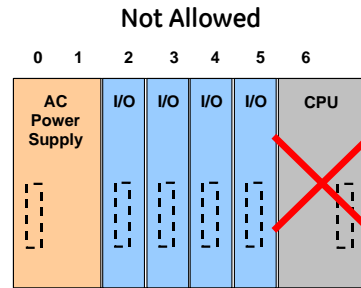 Not Allowed
0 1 2 3 4 5 6
AC Power Supply
I/O I/O I/O I/O CPU